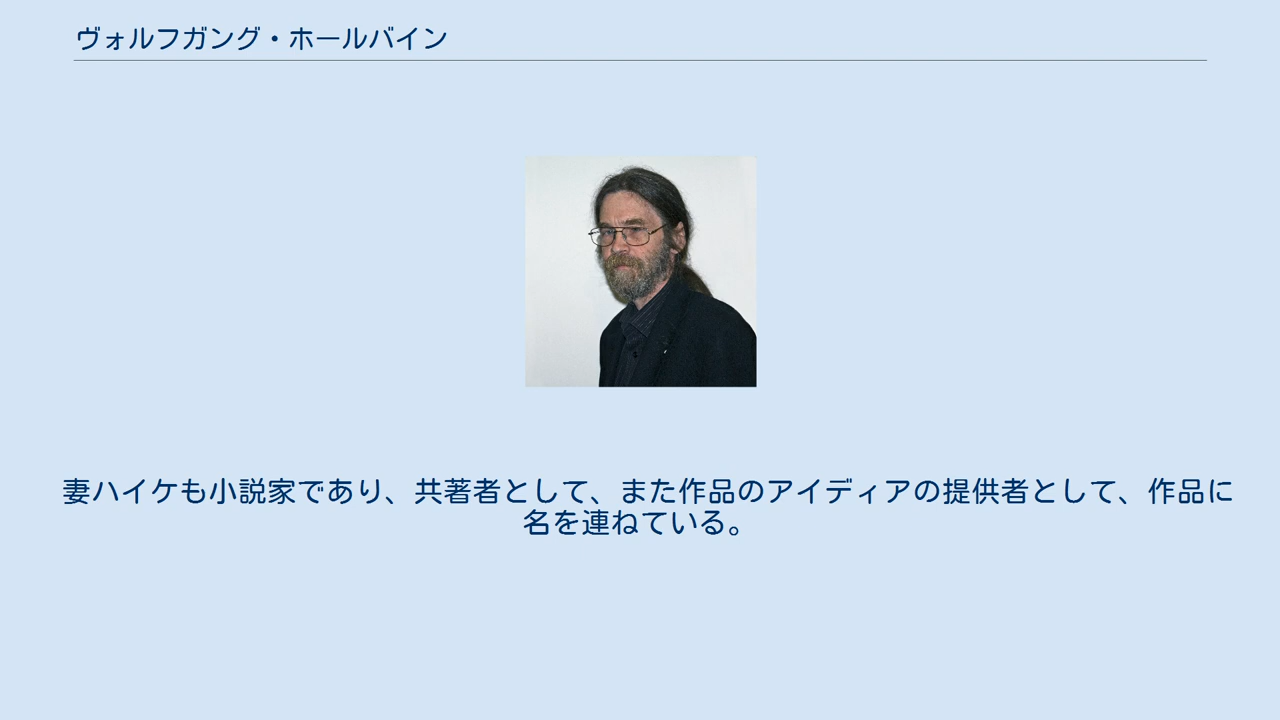 ヴォルフガング・ホールバイン
妻ハイケも小説家であり、共著者として、また作品のアイディアの提供者として、作品に
名を連ねている。